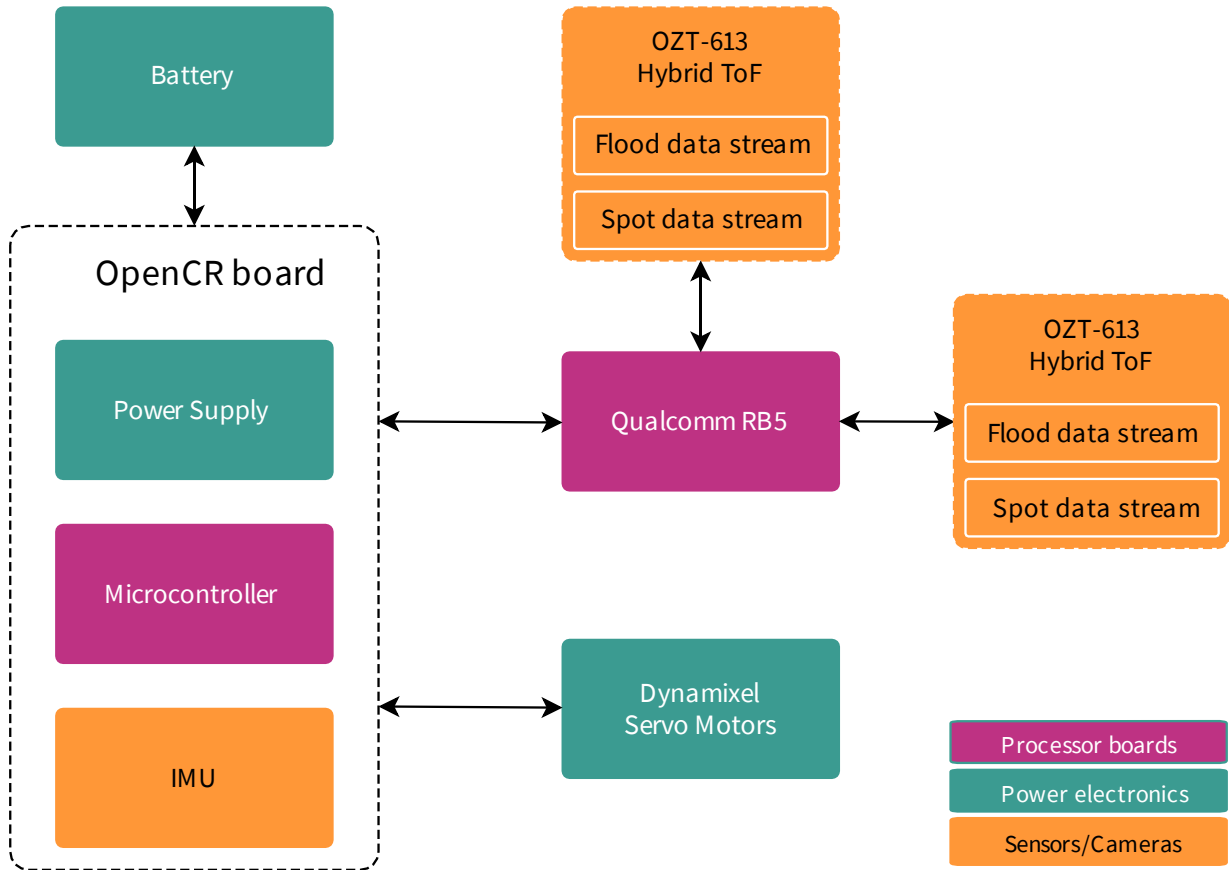 Battery
OpenCR board
Power Supply
Microcontroller
IMU
OZT-613
Hybrid ToF
Flood data stream
Spot data stream
Qualcomm RB5
OZT-613
Hybrid ToF
Flood data stream
Spot data stream
Dynamixel
Servo Motors
Processor boards
Power electronics
Sensors/Cameras